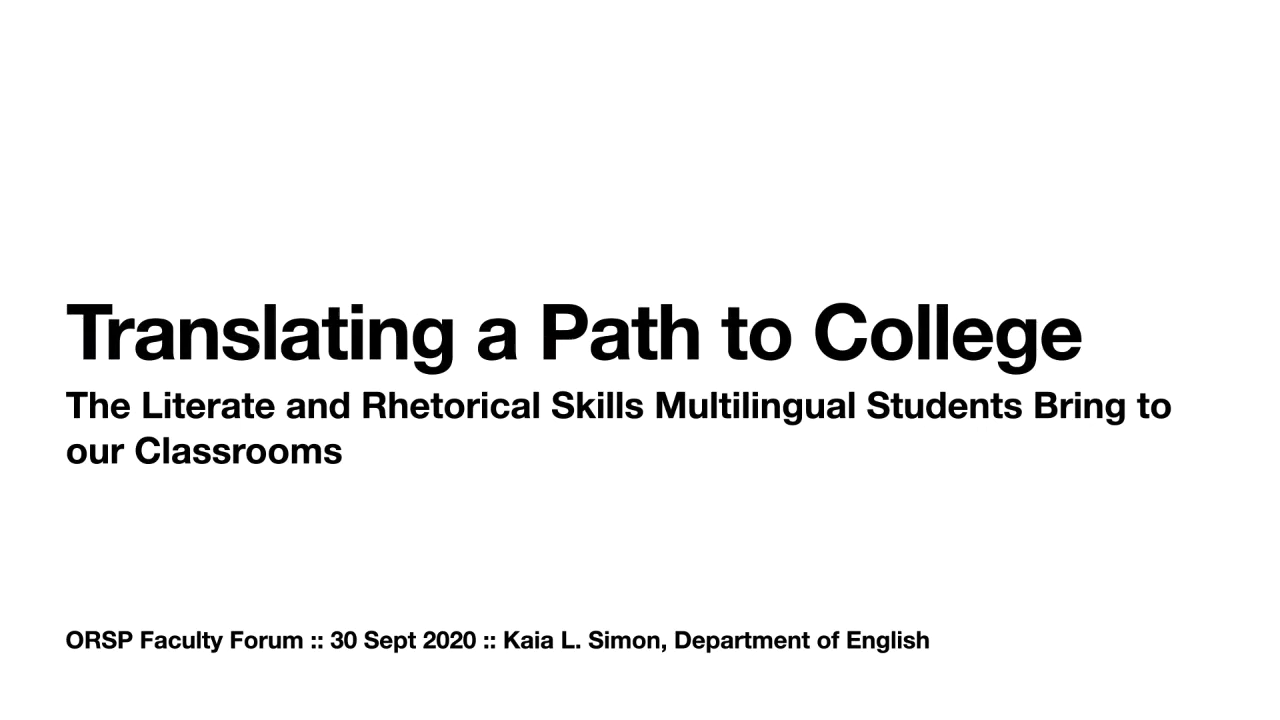 Translating a Path to College
The Literate and Rhetorical Skills Multilingual Students Bring to
our Classrooms
ORSP Faculty Forum :: 30 Sept 2020 :: Kaia L. Simon, Department of English